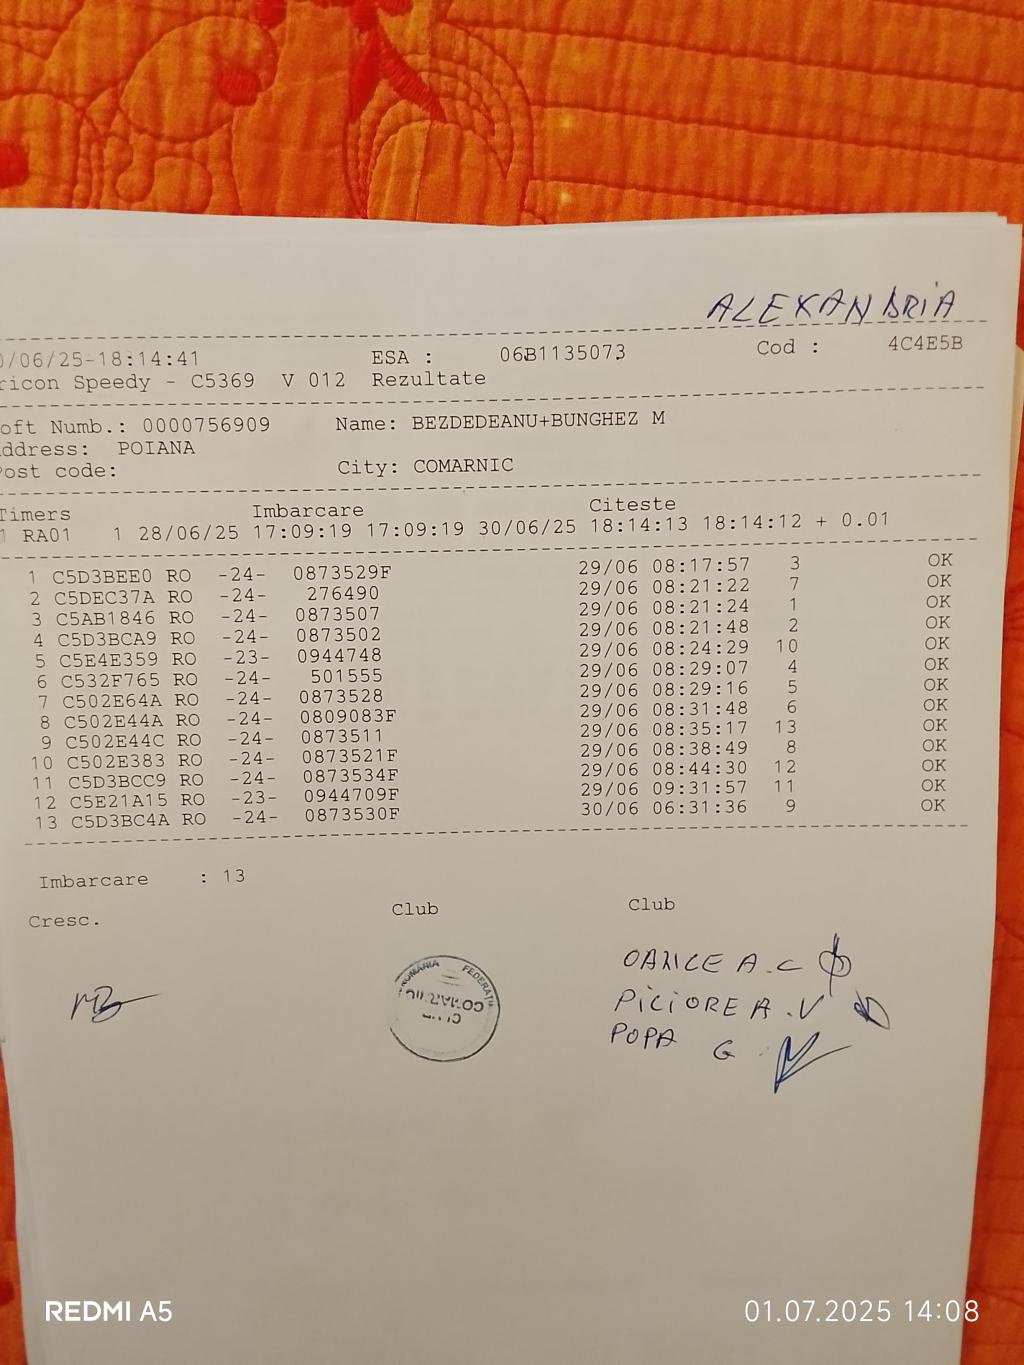 ALEXANDRIA
0/06/25-18:14:41 ESA : 06B1135073 Cod : 4C4E5B
ricon Speedy - C5369 V 012 Rezultate
oft Numb.: 0000756909 Name: BEZDEDEANU+BUNGHEZ M
ddress: POIANA
Post code: City: COMARNIC
Timers Imbarcare Citeste
1 RA01 1 28/06/25 17:09:19 17:09:19 30/06/25 18:14:13 18:14:12 + 0.01
1 C5D3BEE0 RO -24- 0873529F 29/06 08:17:57 3 OK
2 C5DEC37A RO -24- 276490 29/06 08:21:22 7 OK
3 C5AB1846 RO -24- 0873507 29/06 08:21:24 1 OK
4 C5D3BCA9 RO -24- 0873502 29/06 08:21:48 2 OK
5 C5E4E359 RO -23- 0944748 29/06 08:24:29 10 OK
6 C532F765 RO -24- 501555 29/06 08:29:07 4 OK
7 C502E64A RO -24- 0873528 29/06 08:29:16 5 OK
8 C502E44A RO -24- 0809083F 29/06 08:31:48 6 OK
9 C502E44C RO -24- 0873511 29/06 08:35:17 13 OK
10 C502E383 RO -24- 0873521F 29/06 08:38:49 8 OK
11 C5D3BCC9 RO -24- 0873534F 29/06 08:44:30 12 OK
12 C5E21A15 RO -23- 0944709F 29/06 09:31:57 11 OK
13 C5D3BC4A RO -24- 0873530F 30/06 06:31:36 9 OK
Imbarcare : 13
Cresc. Club Club
OANCEA A.C
PICIOREA .V
POPA G
ROMANIA FEDERAȚI
COMARNIC
REDMI A5 01.07.2025 14:08